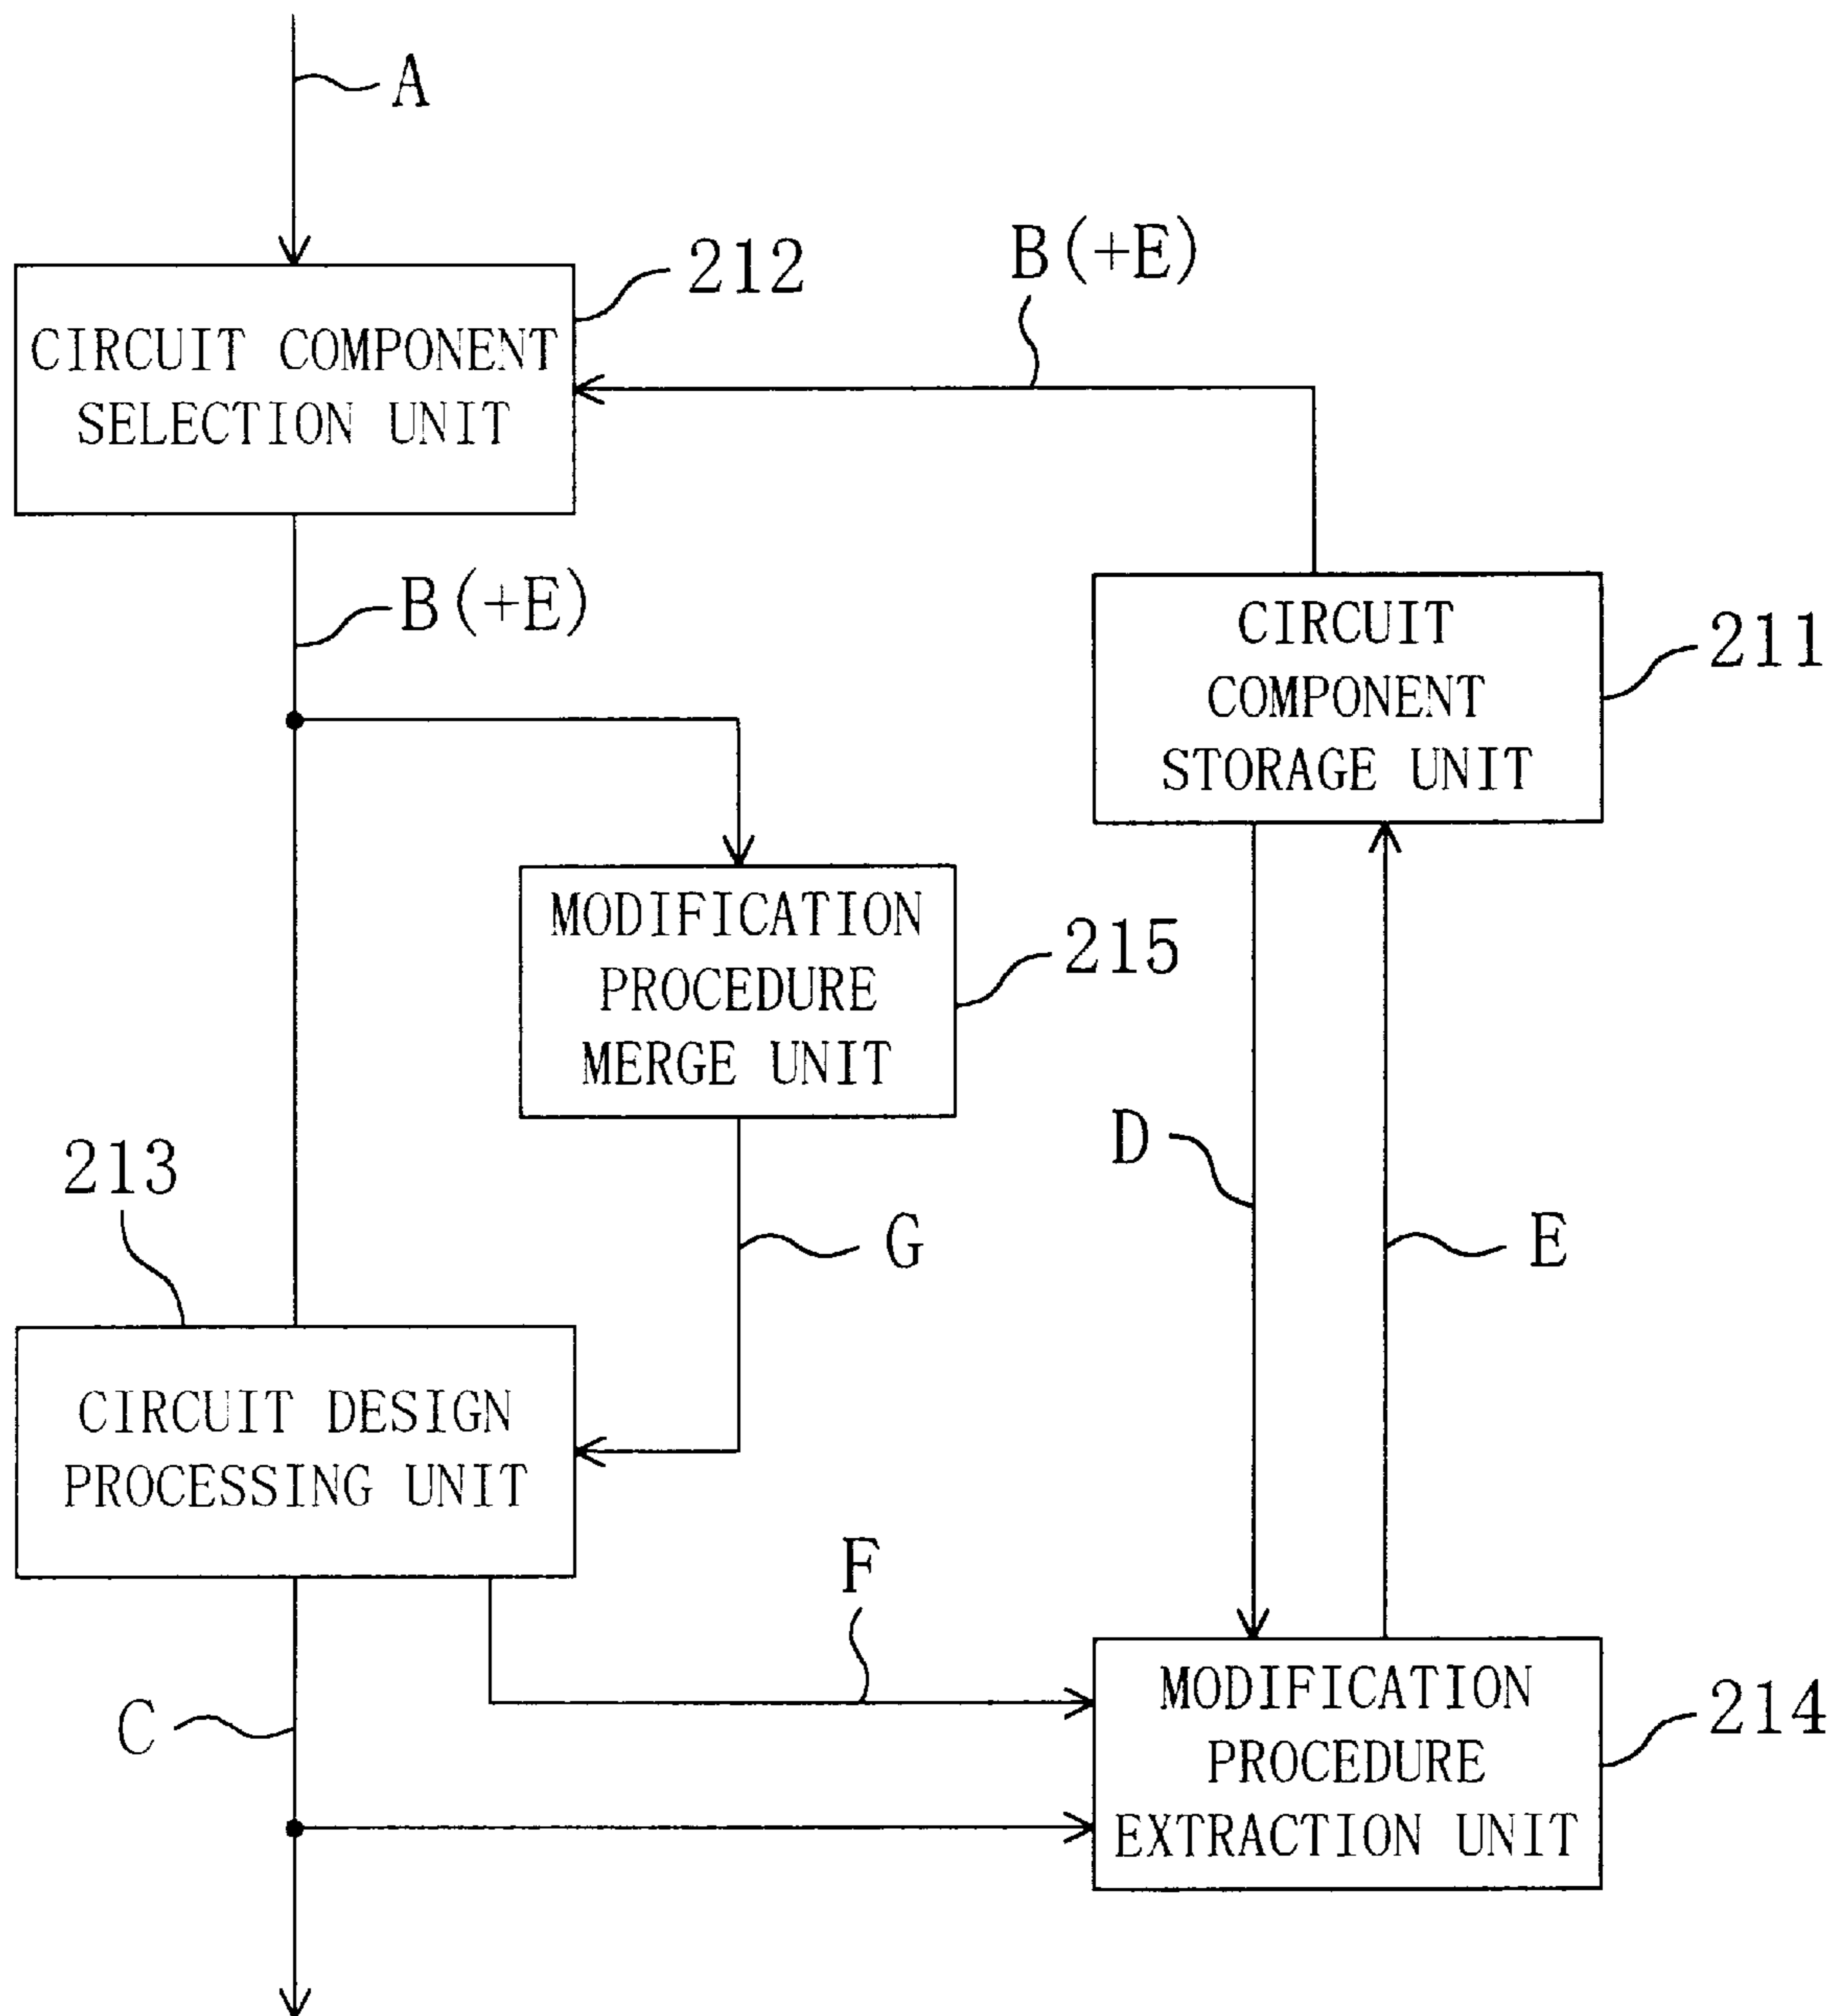 A
212
B(+E)
CIRCUIT COMPONENT
SELECTION UNIT
B(+E)
CIRCUIT
COMPONENT
STORAGE UNIT
211
MODIFICATION
PROCEDURE
MERGE UNIT
215
D
213
G
E
CIRCUIT DESIGN
PROCESSING UNIT
F
C
MODIFICATION
PROCEDURE
EXTRACTION UNIT
214